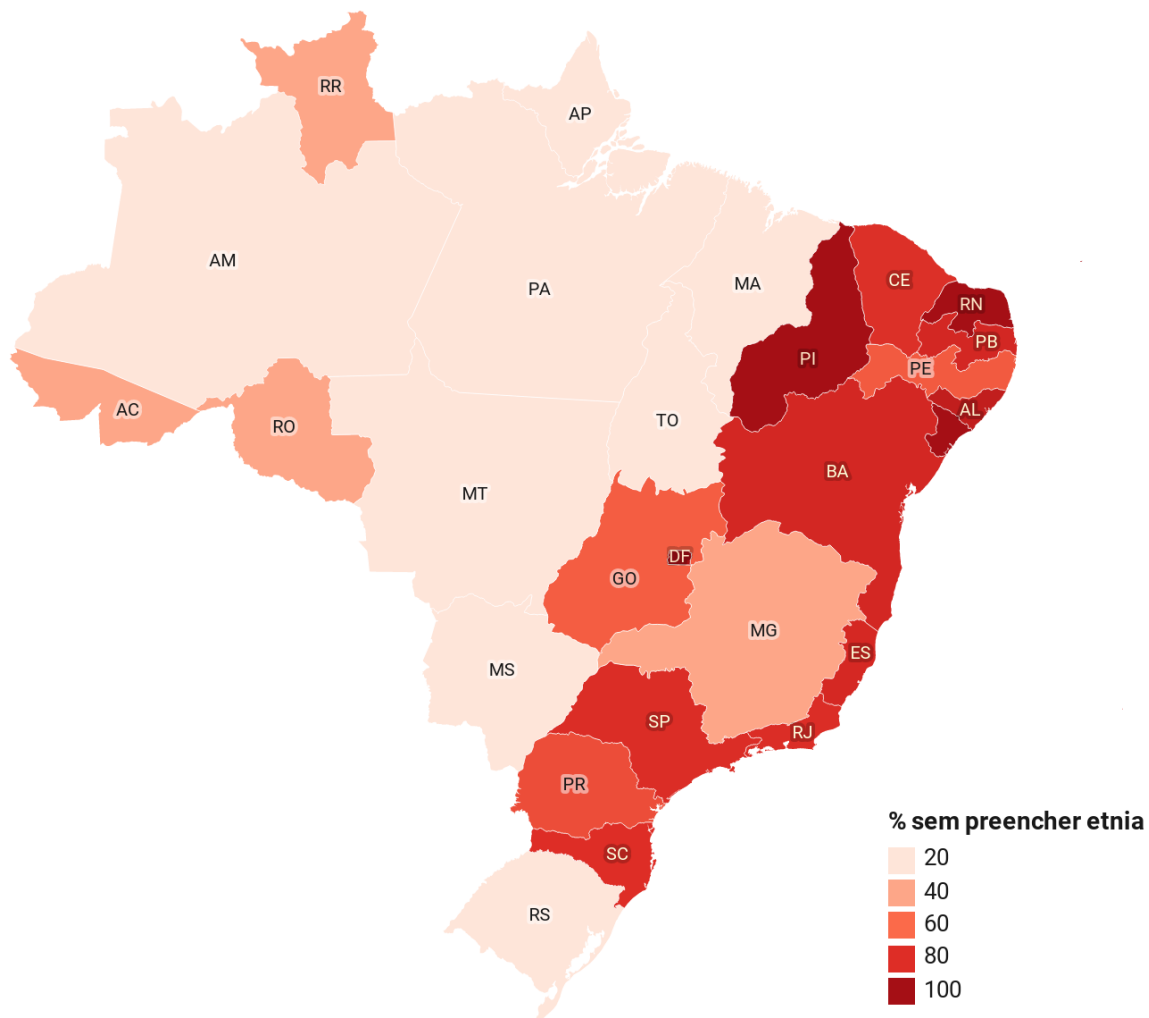 RR
AP
AM
PA
MA
CE
RN
PB
PI
PE
AC
AL
TO
RO
BA
MT
DF
GO
MG
ES
MS
SP
RJ
PR
% sem preencher etnia
SC
20
40
RS
60
80
100